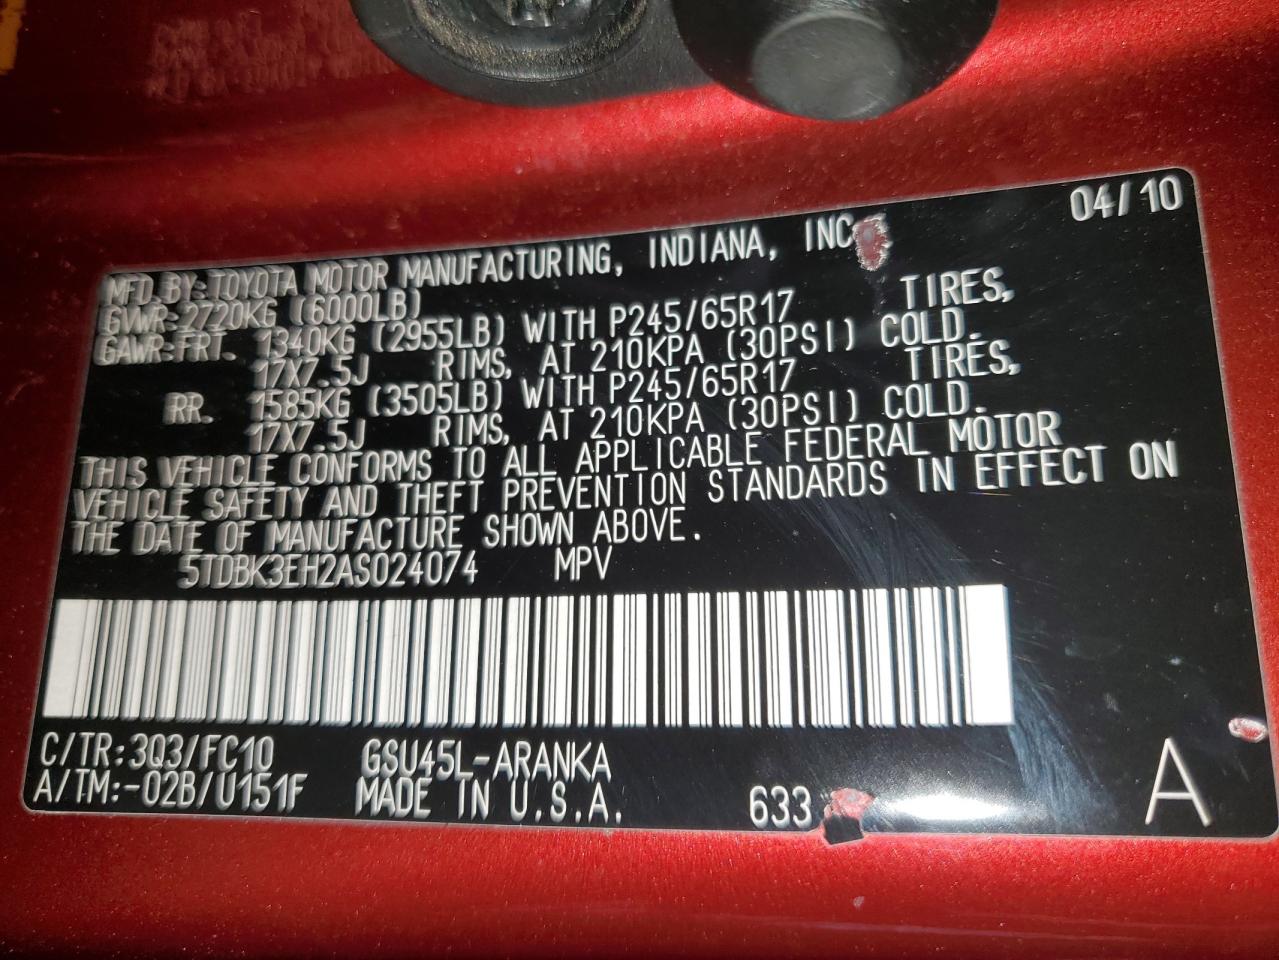 04/10
MFD.BY:TOYOTA MOTOR MANUFACTURING, INDIANA, INC
GVWR:2720KG (6000LB)
GAWR:FRT. 1340KG (2955LB) WITH P245/65R17 TIRES,
17X7.5J RIMS, AT 210KPA (30PSI) COLD.
RR. 1585KG (3505LB) WITH P245/65R17 TIRES,
17X7.5J RIMS, AT 210KPA (30PSI) COLD.
THIS VEHICLE CONFORMS TO ALL APPLICABLE FEDERAL MOTOR
VEHICLE SAFETY AND THEFT PREVENTION STANDARDS IN EFFECT ON
THE DATE OF MANUFACTURE SHOWN ABOVE.
5TDBK3EH2AS024074 MPV
C/TR:3Q3/FC10 GSU45L-ARANKA
A/TM:-02B/U151F MADE IN U.S.A. 633
A